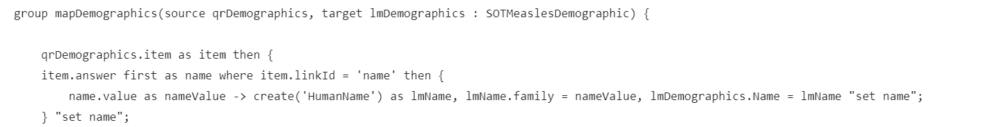 group mapDemographics(source qrDemographics, target lmDemographics : SOTMeaslesDemographic) {
qrDemographics.item as item then {
item.answer first as name where item.linkId = 'name' then {
name.value as nameValue -> create('HumanName') as lmName, lmName.family = nameValue, lmDemographics.Name = lmName "set name";
} "set name";